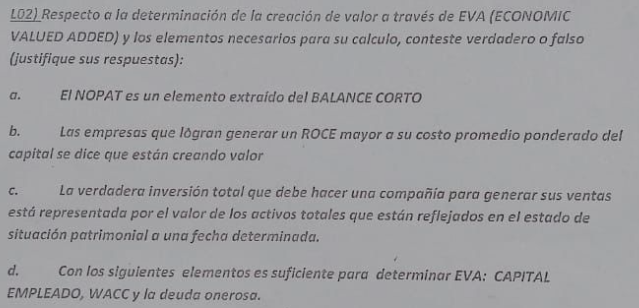 L02) Respecto a la determinación de la creación de valor a través de EVA (ECONOMIC
VALUED ADDED) y los elementos necesarios para su calculo, conteste verdadero o falso
(justifique sus respuestas):
a. El NOPAT es un elemento extraido del BALANCE CORTO
b. Las empresas que lógran generar un ROCE mayor a su costo promedio ponderado del
capital se dice que están creando valor
c. La verdadera inversión total que debe hacer una compañía para generar sus ventas
está representada por el valor de los activos totales que están reflejados en el estado de
situación patrimonial a una fecha determinada.
d. Con los siguientes elementos es suficiente para determinar EVA: CAPITAL
EMPLEADO, WACC y la deuda onerosa.